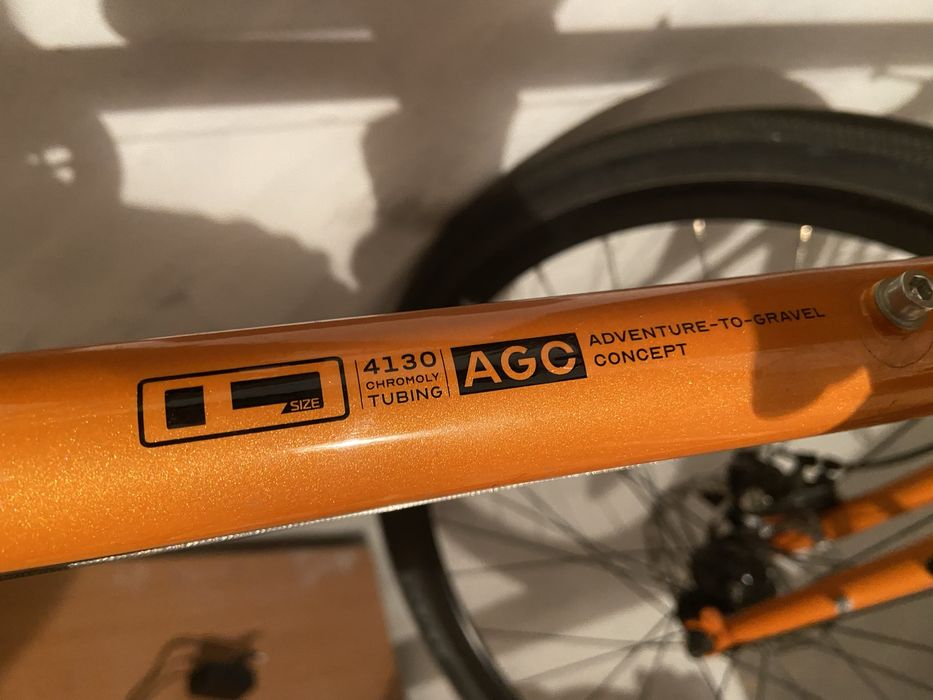 SIZE
4130
CHROMOLY
TUBING
AGC
ADVENTURE-TO-GRAVEL
CONCEPT